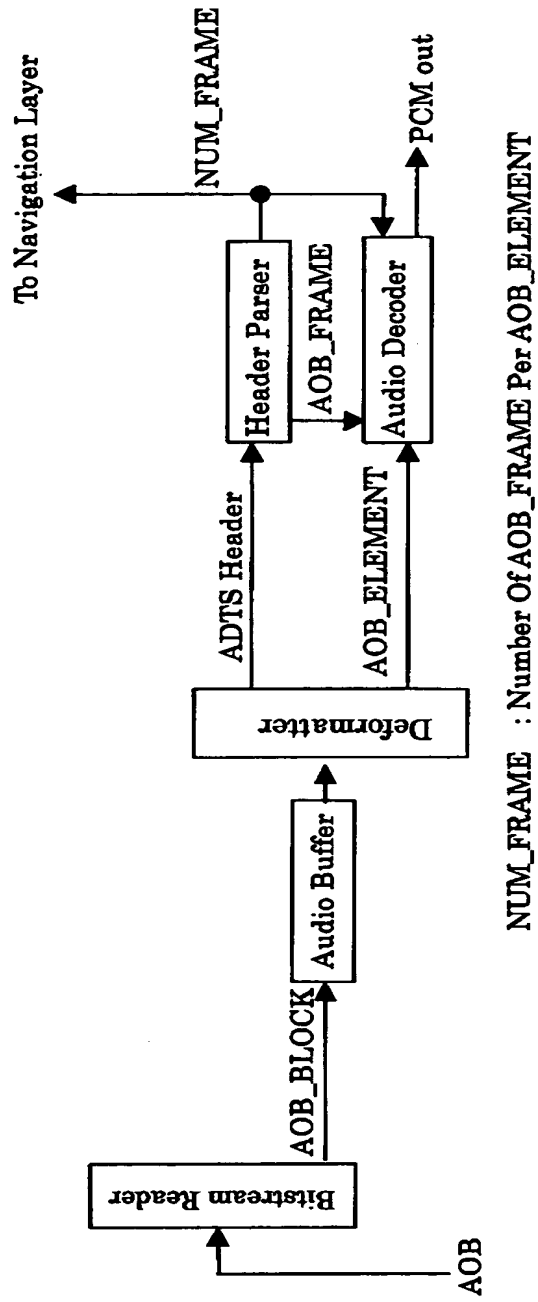 To Navigation Layer
NUM_FRAME
Header Parser
PCM out
ADTS Header
AOB_FRAME
Audio Decoder
AOB_ELEMENT
Deformatter
Audio Buffer
AOB_BLOCK
Bitstream Reader
AOB
NUM_FRAME : Number Of AOB_FRAME Per AOB_ELEMENT